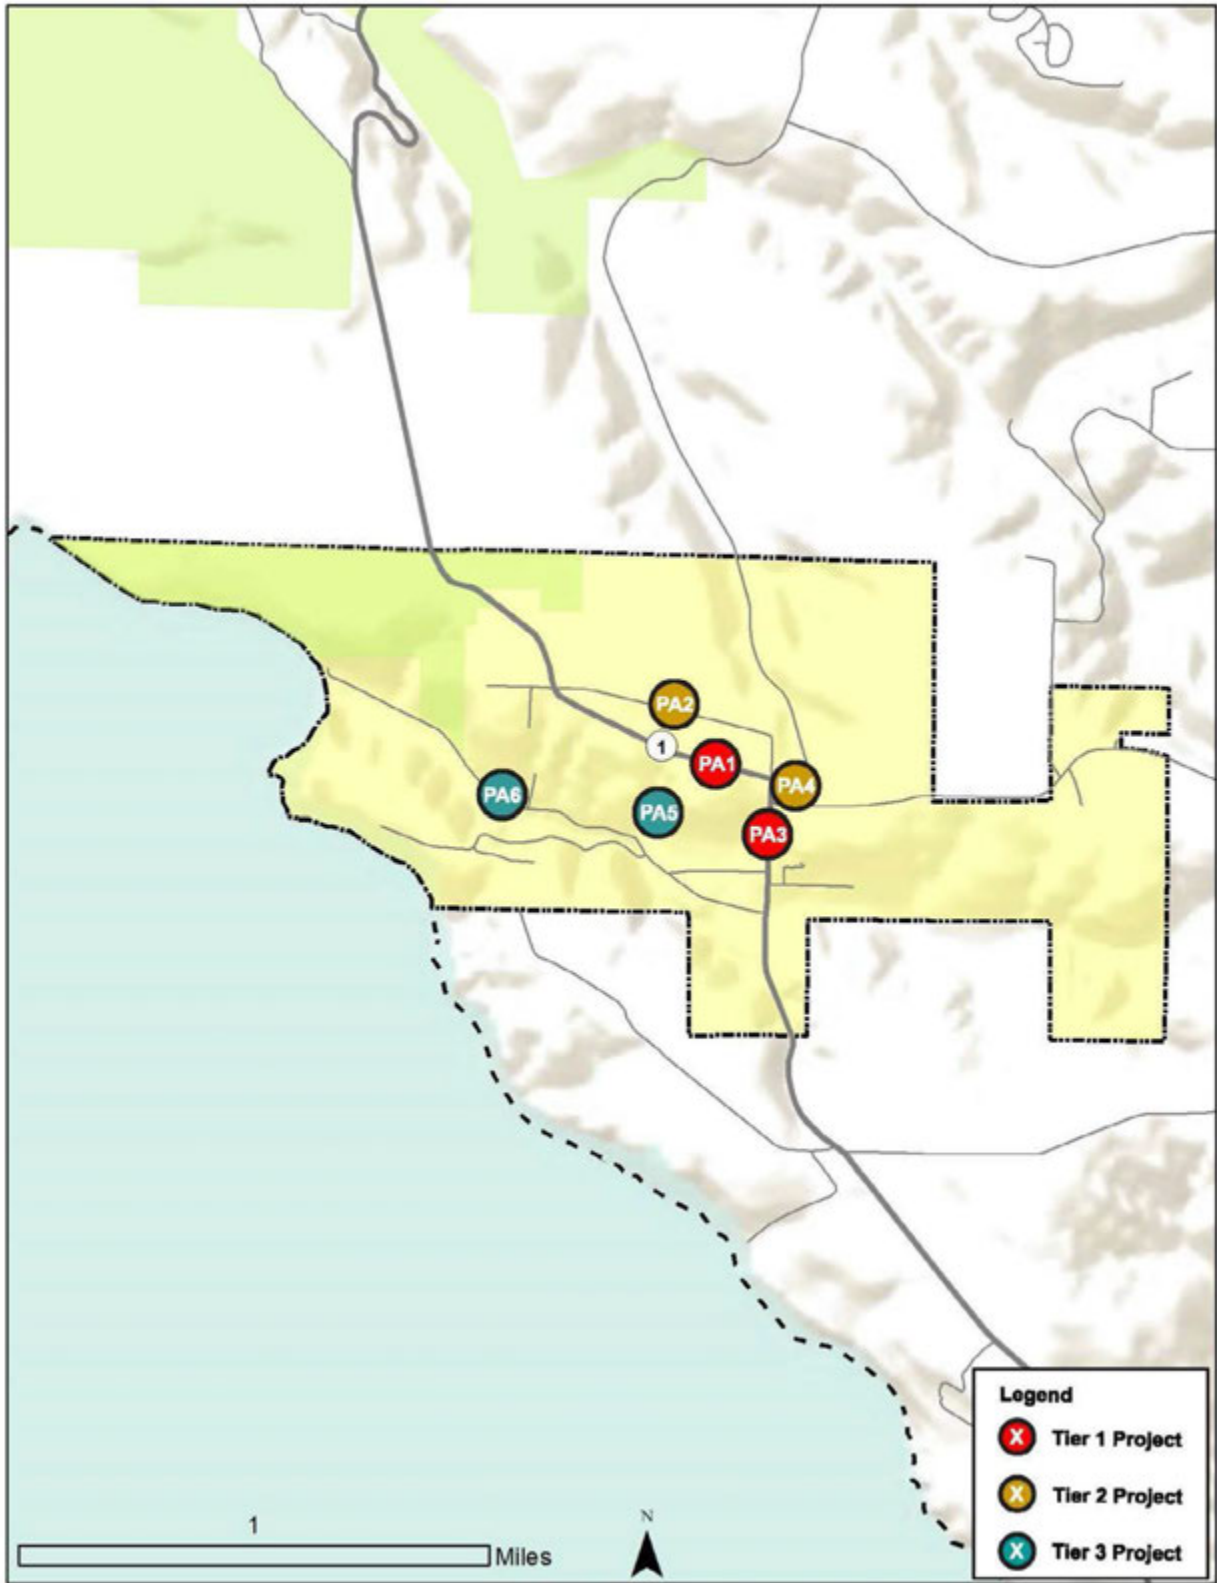 PA2
1
PA1
PA4
PA6
PA5
PA3
Legend
X Tier 1 Project
X Tier 2 Project
X Tier 3 Project
1
Miles
N